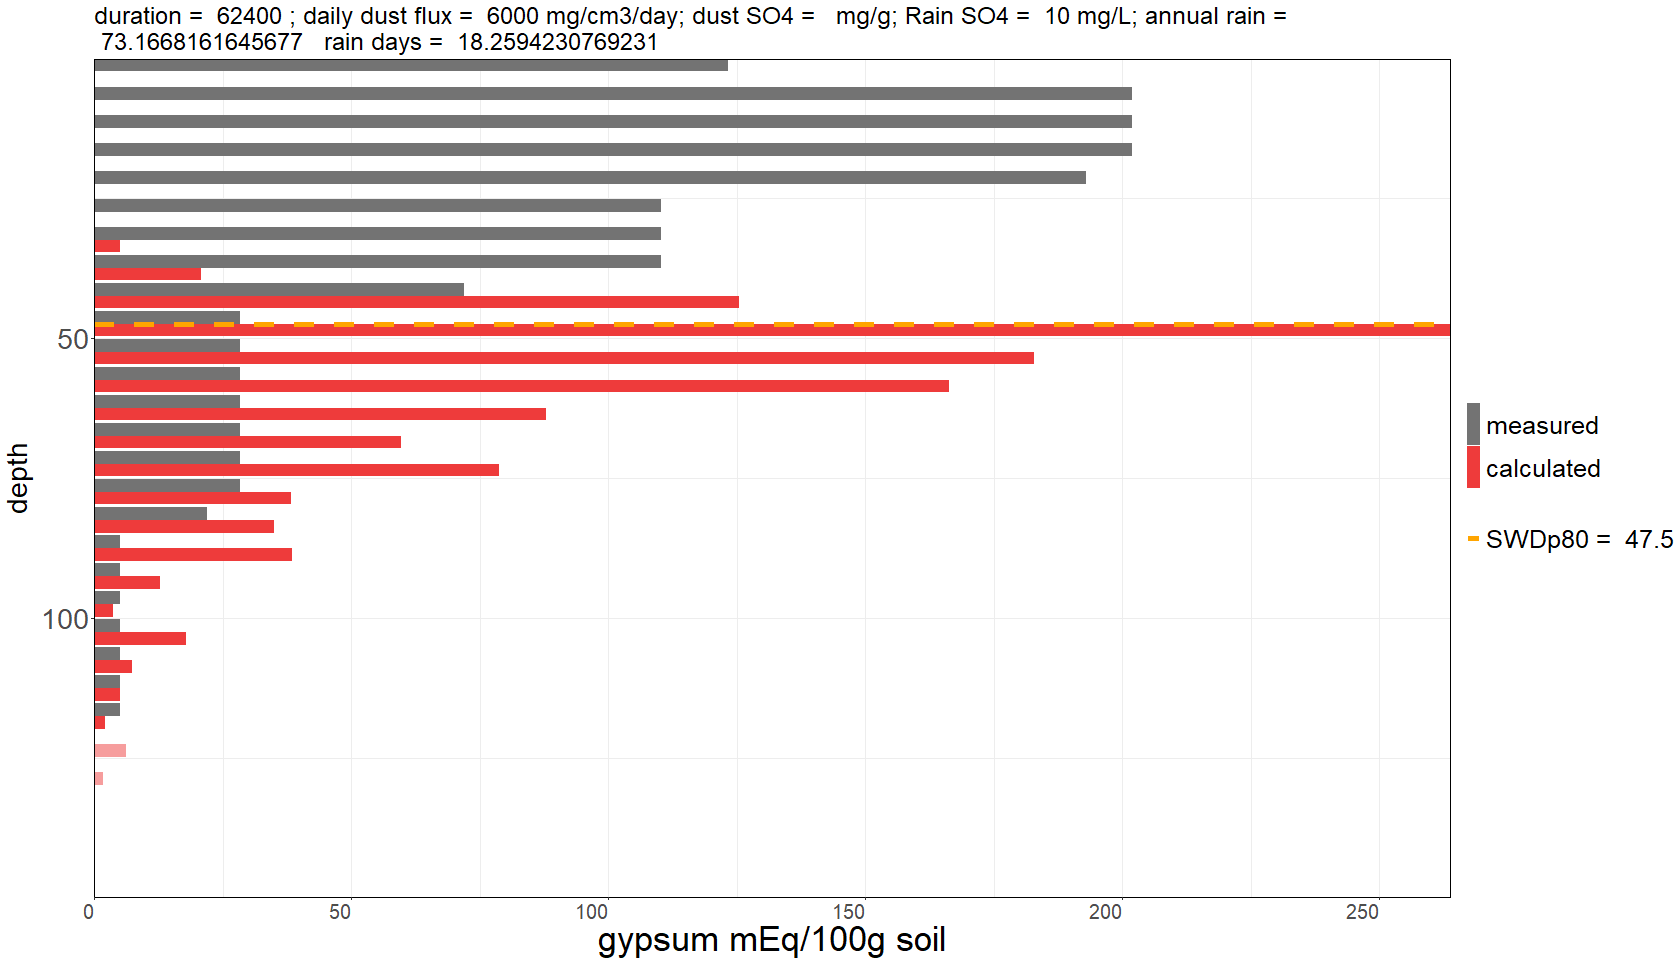 duration =  62400 ; daily dust flux =  6000 mg/cm3/day; dust SO4 =   mg/g; Rain SO4 =  10 mg/L; annual rain =
73.1668161645677   rain days =  18.2594230769231
50
100
depth
0
50
100
150
200
250
gypsum mEq/100g soil
measured
calculated
SWDp80 =  47.5